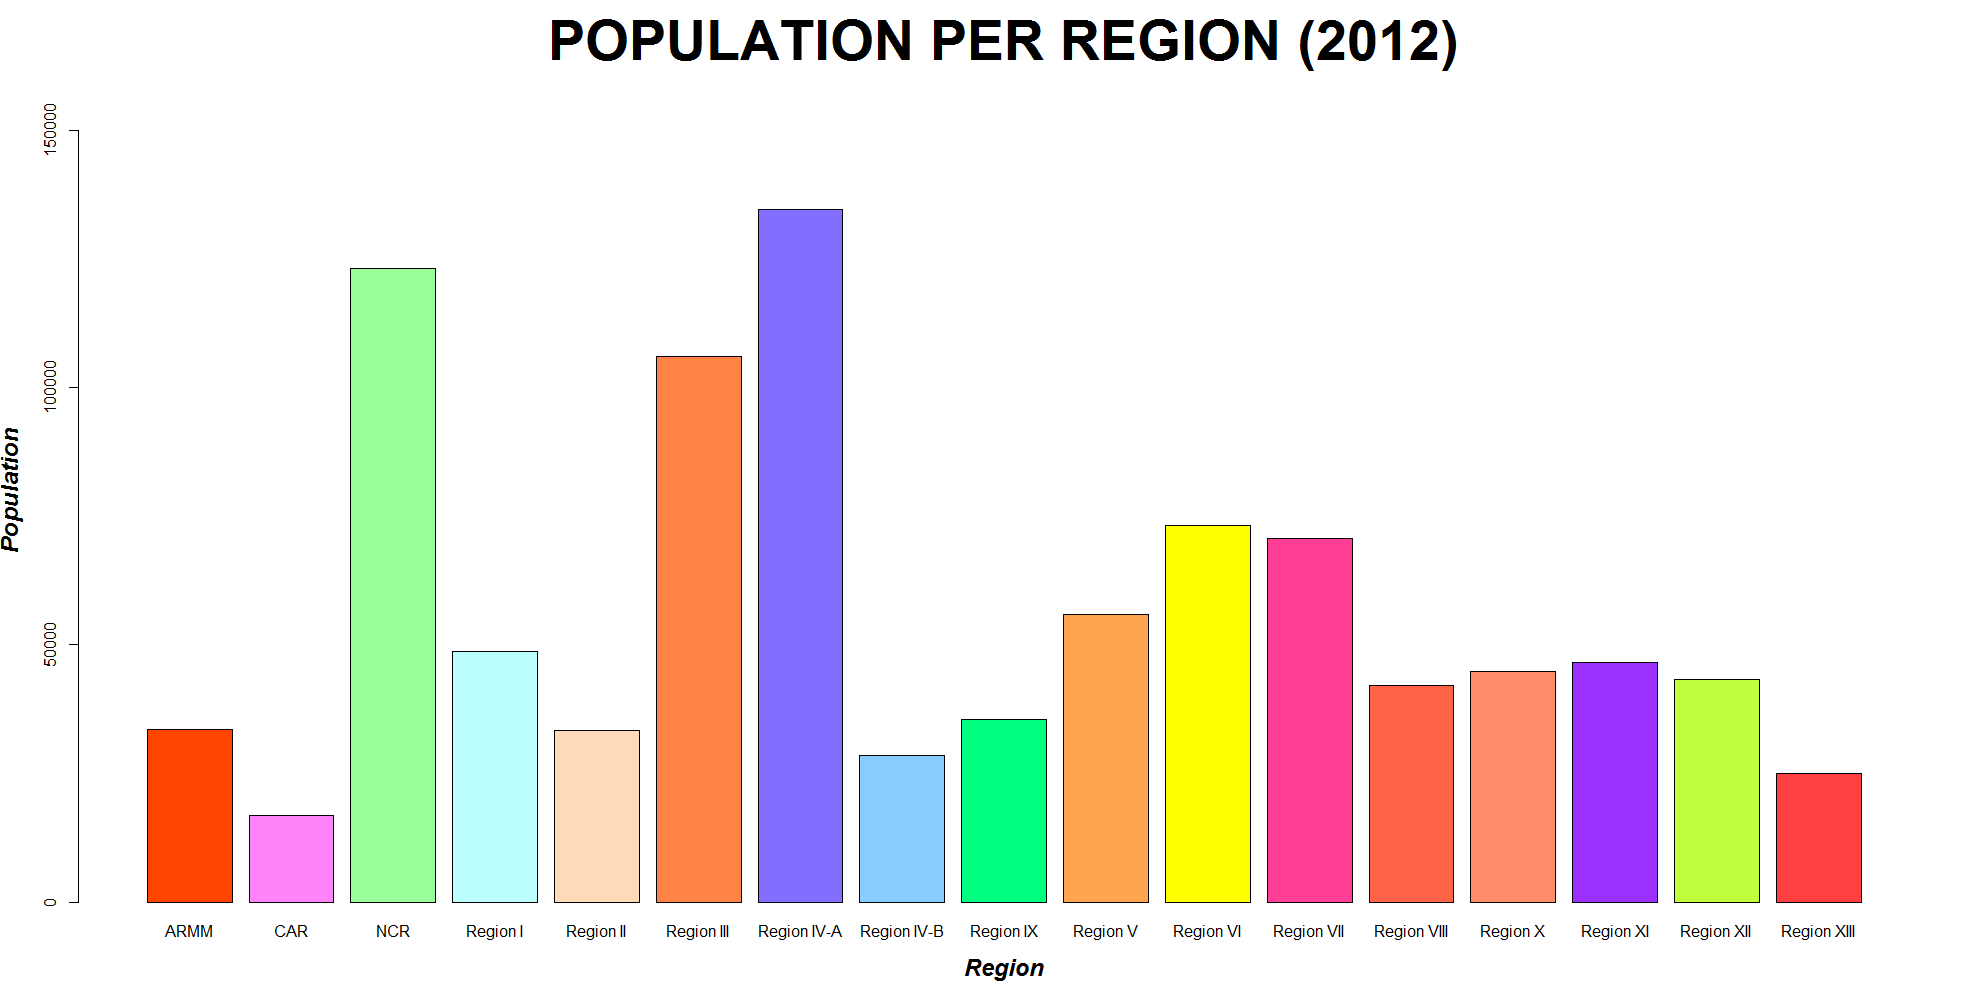 POPULATION PER REGION (2012)
Population
150000
100000
50000
0
ARMM CAR NCR Region I Region II Region III Region IV-A Region IV-B Region IX Region V Region VI Region VII Region VIII Region X Region XI Region XII Region XIII
Region